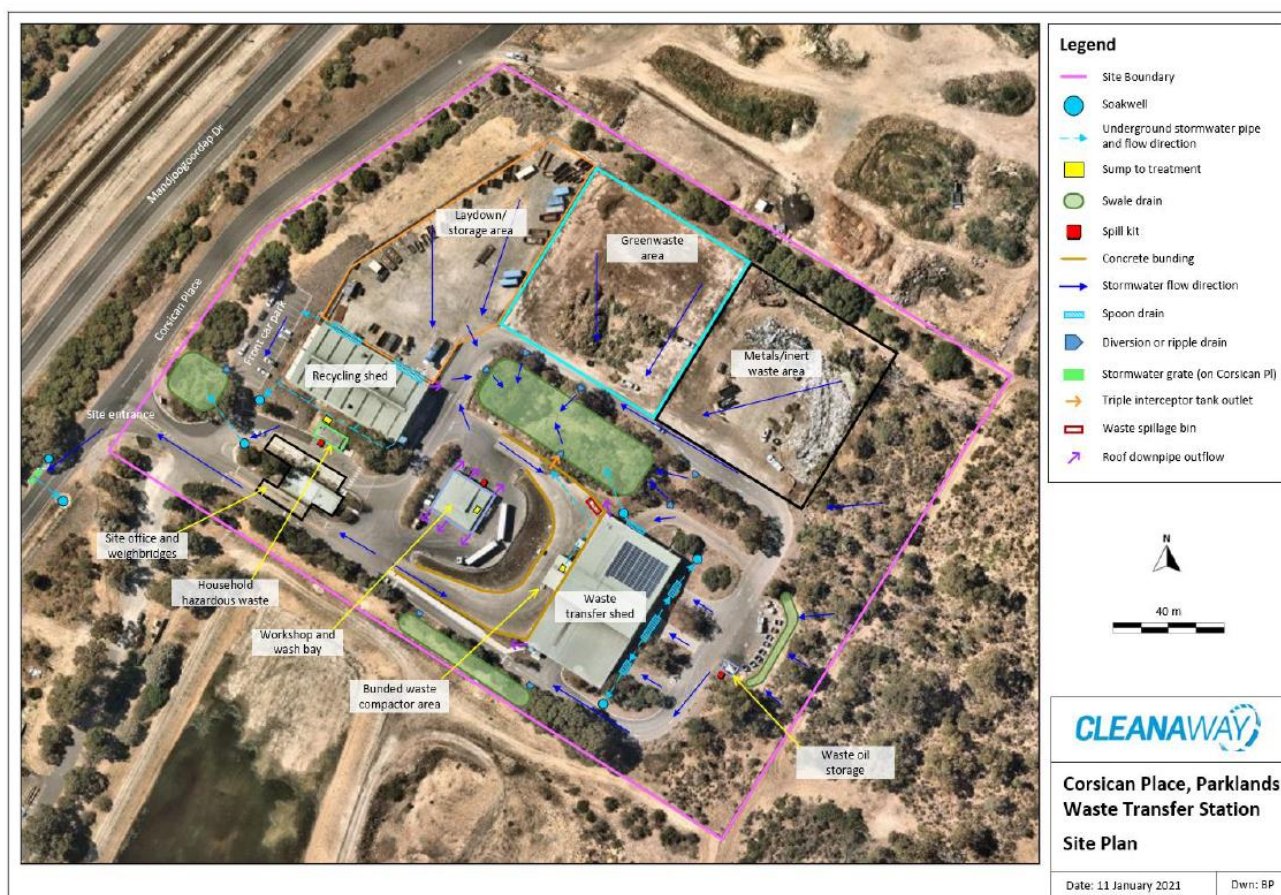 Mandjoogoordap Dr
Corsican Place
Front car park
Site entrance
Laydown/
storage area
Greenwaste
area
Metals/inert
waste area
Recycling shed
Site office and
weighbridges
Household
hazardous waste
Workshop and
wash bay
Bunded waste
compactor area
Waste
transfer shed
Waste oil
storage
Legend
Site Boundary
Soakwell
Underground stormwater pipe
and flow direction
Sump to treatment
Swale drain
Spill kit
Concrete bunding
Stormwater flow direction
Spoon drain
Diversion or ripple drain
Stormwater grate (on Corsican Pl)
Triple interceptor tank outlet
Waste spillage bin
Roof downpipe outflow
N
40 m
CLEANAWAY
Corsican Place, Parklands
Waste Transfer Station
Site Plan
Date: 11 January 2021
Dwn: BP